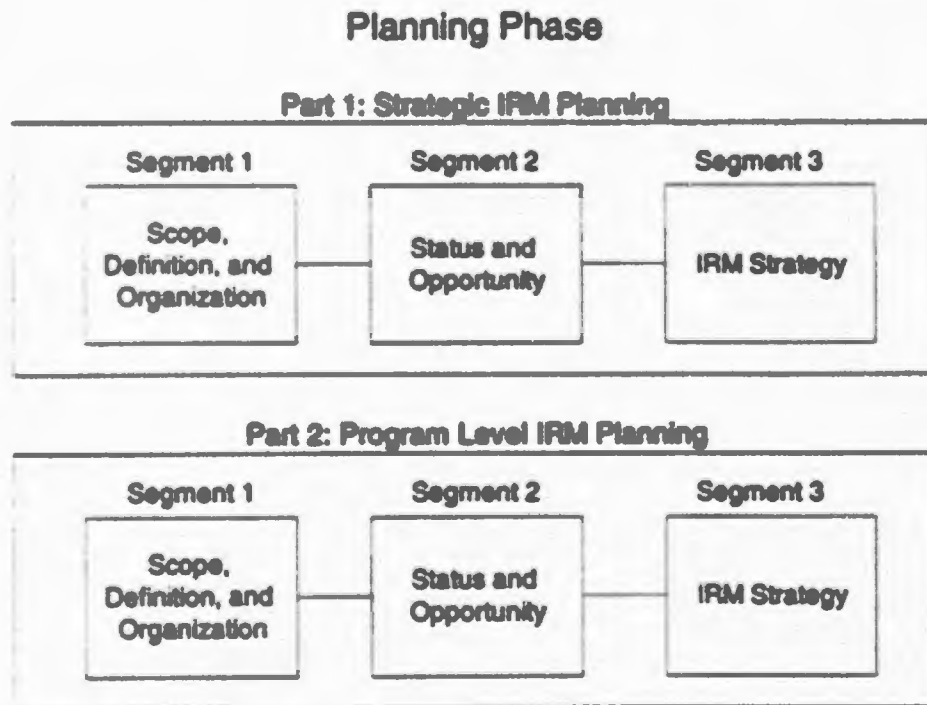 Planning Phase
Part 1: Strategic IRM Planning
Segment 1
Segment 2
Segment 3
Scope,
Definition, and
Organization
Status and
Opportunity
IRM Strategy
Part 2: Program Level IRM Planning
Segment 1
Segment 2
Segment 3
Scope,
Definition, and
Organization
Status and
Opportunity
IRM Strategy